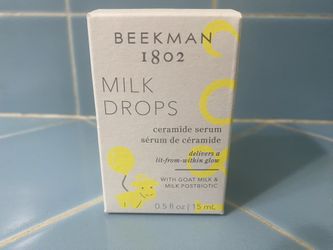 BEEKMAN
1802
MILK
DROPS
ceramide serum
sérum de céramide
delivers a
lit-from-within glow
WITH GOAT MILK &
MILK POSTBIOTIC
0.5 fl oz / 15 mL